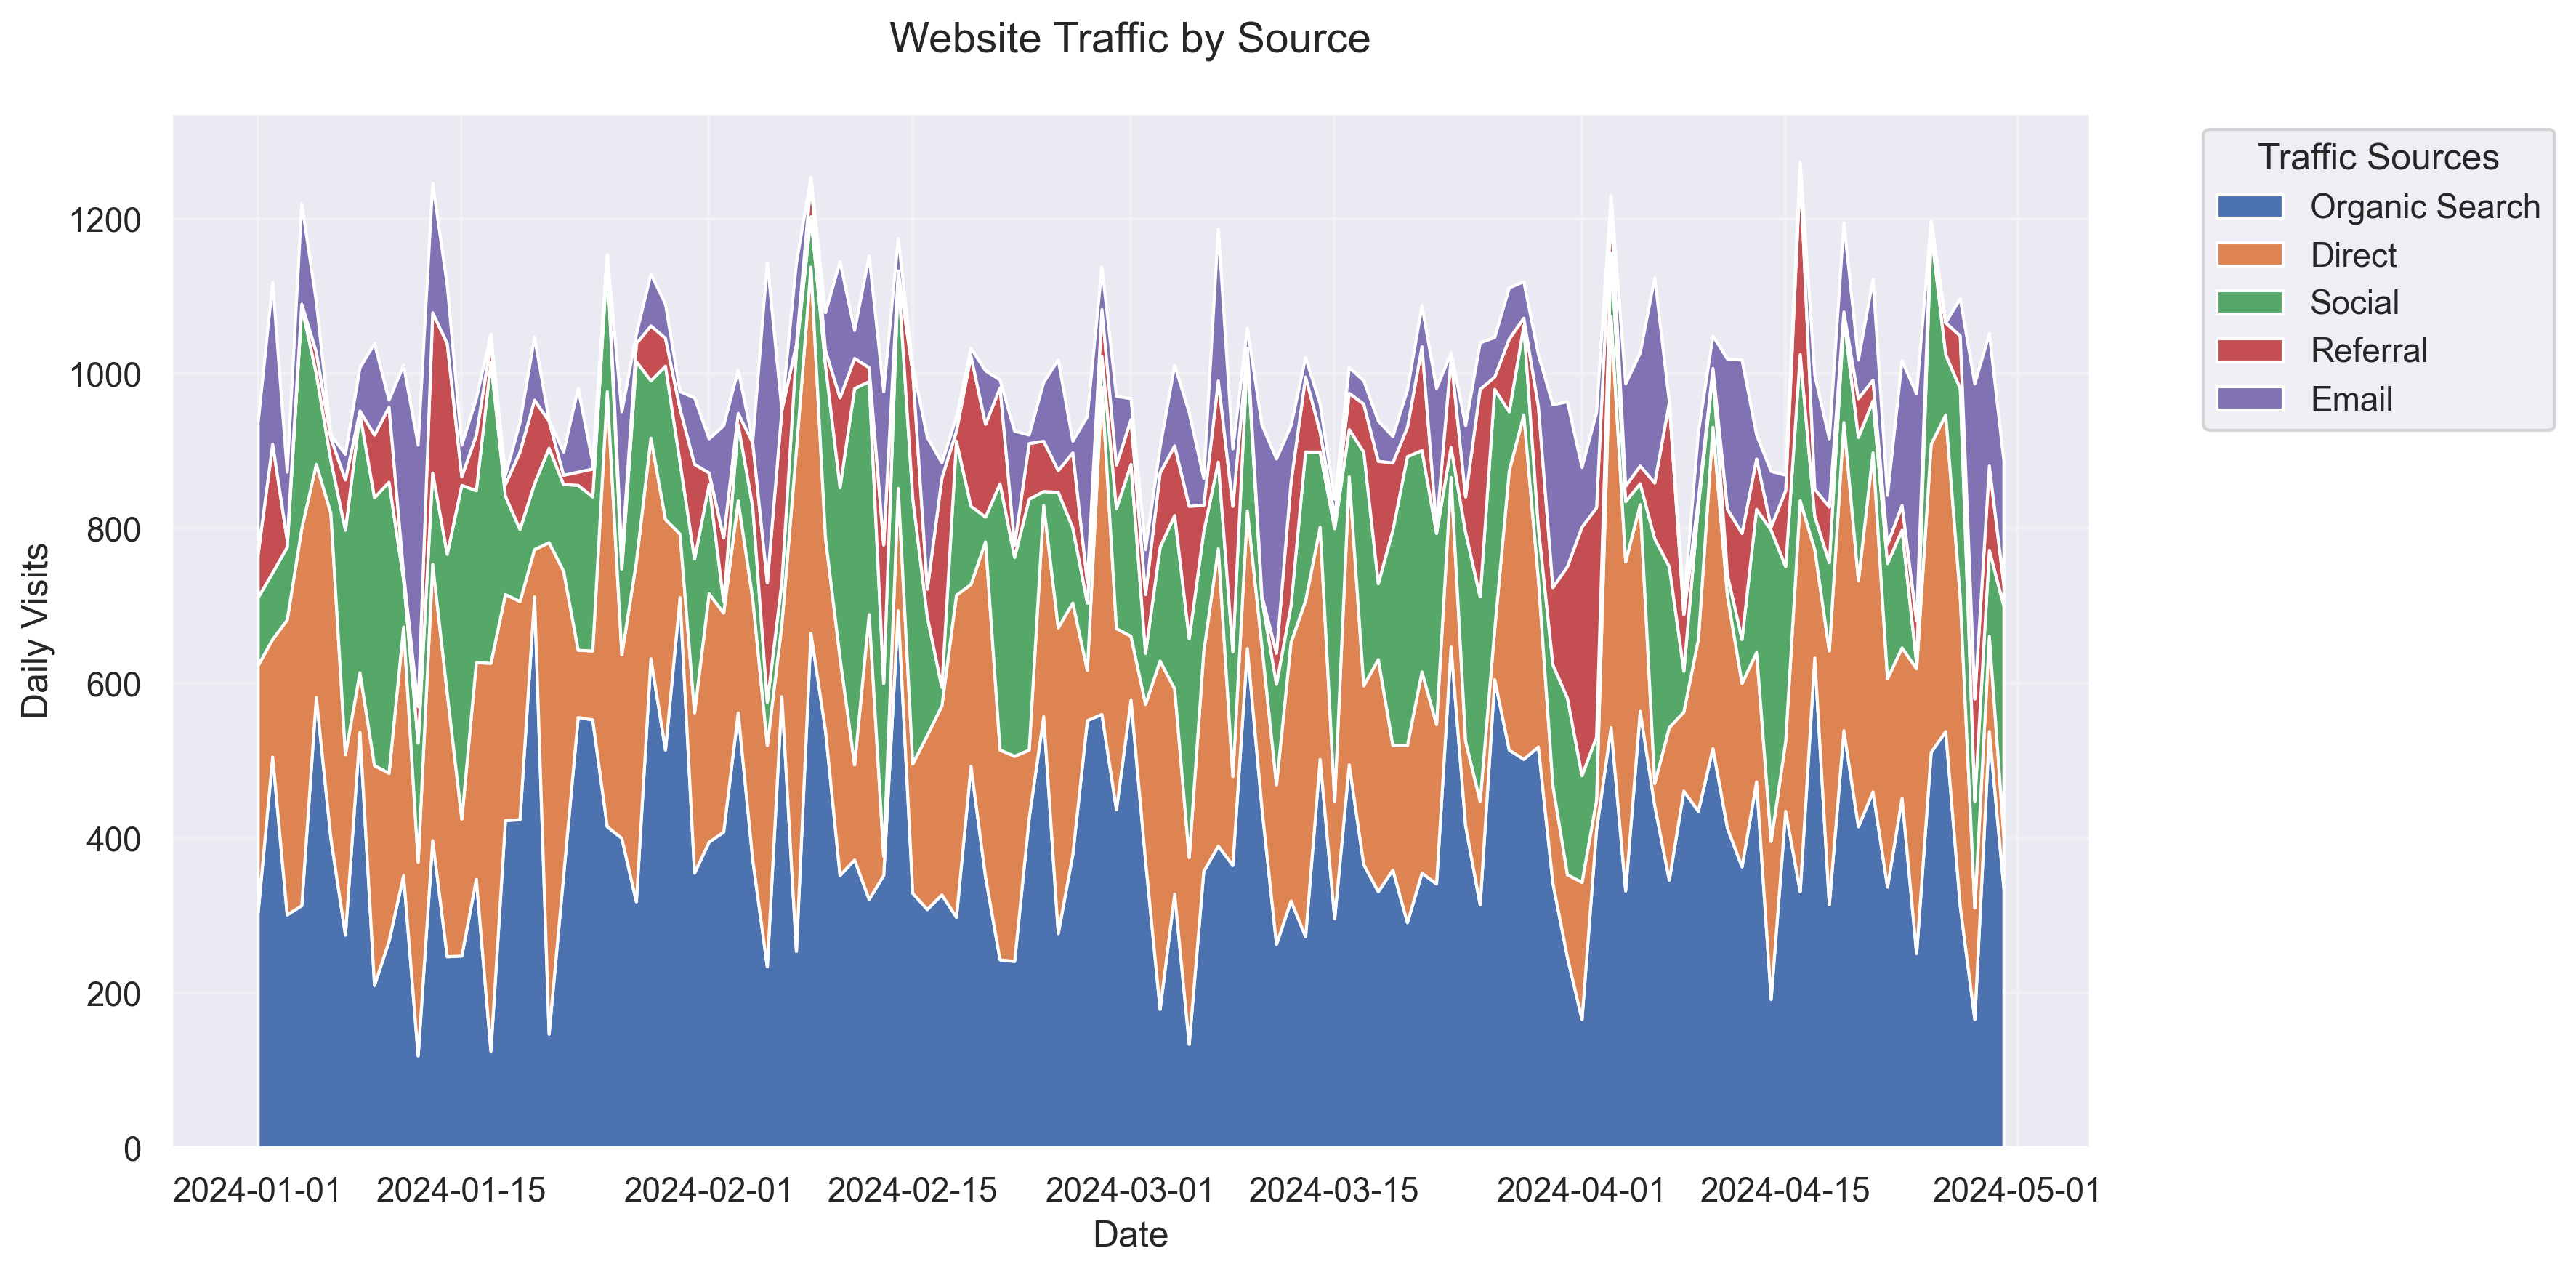 Website Traffic by Source
Traffic Sources
Organic Search
Direct
Social
Referral
Email
Daily Visits
1200
1000
800
600
400
200
0
2024-01-01 2024-01-15 2024-02-01 2024-02-15 2024-03-01 2024-03-15 2024-04-01 2024-04-15 2024-05-01
Date